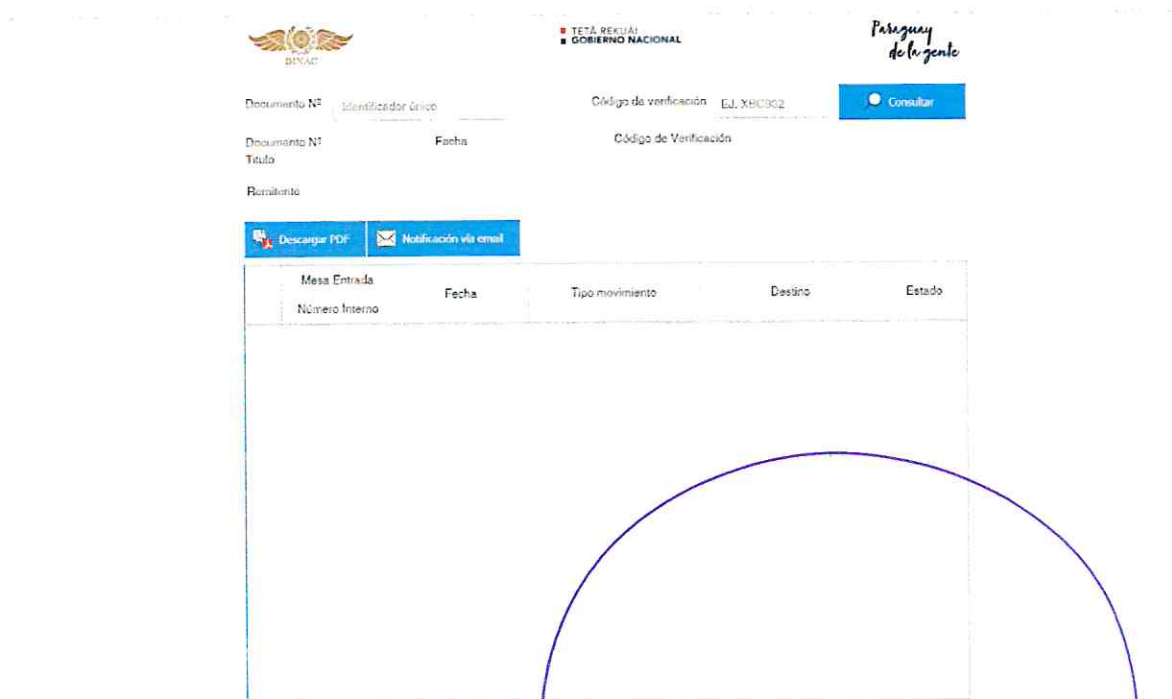 DINAC
TETÃ REKUÁI
GOBIERNO NACIONAL
Paraguay
de la gente
Documento Nº Identificador único Código de verificación EJ. XBC932 Consultar
Documento Nº Fecha Código de Verificación
Titulo
Remitente
Descargar PDF Notificación vía email
Mesa Entrada
Número Interno Fecha Tipo movimiento Destino Estado